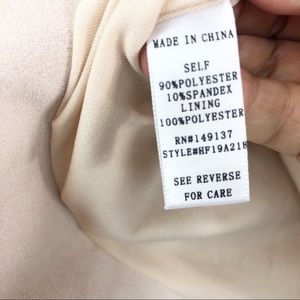 MADE IN CHINA
SELF
90%POLYESTER
10%SPANDEX
LINING
100%POLYESTER
RN#149137
STYLE#HF19A218
SEE REVERSE
FOR CARE